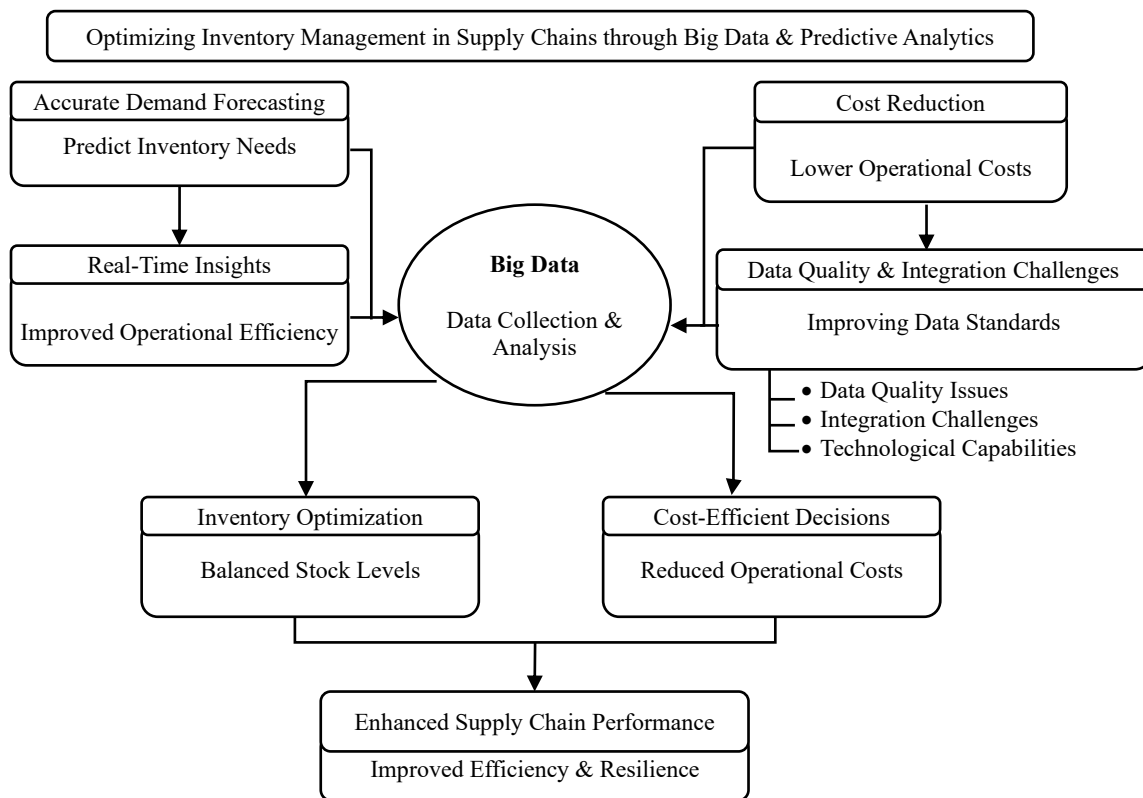 Optimizing Inventory Management in Supply Chains through Big Data & Predictive Analytics
Accurate Demand Forecasting
Predict Inventory Needs
Cost Reduction
Lower Operational Costs
Real-Time Insights
Improved Operational Efficiency
Big Data
Data Collection &
Analysis
Data Quality & Integration Challenges
Improving Data Standards
• Data Quality Issues
• Integration Challenges
• Technological Capabilities
Inventory Optimization
Balanced Stock Levels
Cost-Efficient Decisions
Reduced Operational Costs
Enhanced Supply Chain Performance
Improved Efficiency & Resilience